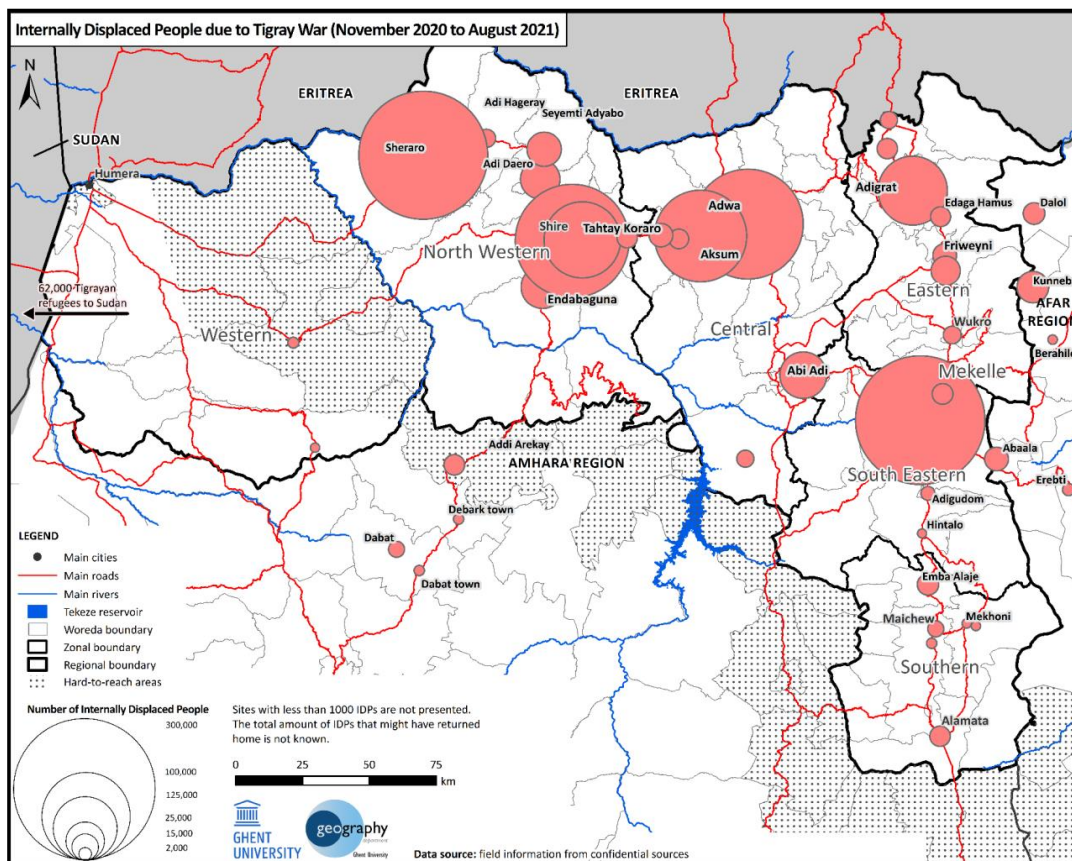 Internally Displaced People due to Tigray War (November 2020 to August 2021)
N
ERITREA
ERITREA
SUDAN
Humera
Adi Hageray
Seyemti Adyabo
Sheraro
Adi Daero
Adigrat
Edaga Hamus
Dalol
Shire
Tahtay Koraro
Adwa
Aksum
North Western
Friweyni
Endabaguna
Eastern
Kunneb
62,000 Tigrayan
refugees to Sudan
AFAR
REGION
Western
Central
Wukro
Berahile
Abi Adi
Mekelle
Addi Arekay
AMHARA REGION
Abaala
South Eastern
Erebti
Adigudom
Debark town
Hintalo
Dabat
Dabat town
Emba Alaje
Maichew
Mekhoni
Southern
Alamata
LEGEND
Main cities
Main roads
Main rivers
Tekeze reservoir
Woreda boundary
Zonal boundary
Regional boundary
Hard-to-reach areas
Number of Internally Displaced People
300,000
100,000
125,000
25,000
15,000
2,000
Sites with less than 1000 IDPs are not presented.
The total amount of IDPs that might have returned
home is not known.
0 25 50 75
km
GHENT
UNIVERSITY
geography
department
Ghent University
Data source: field information from confidential sources